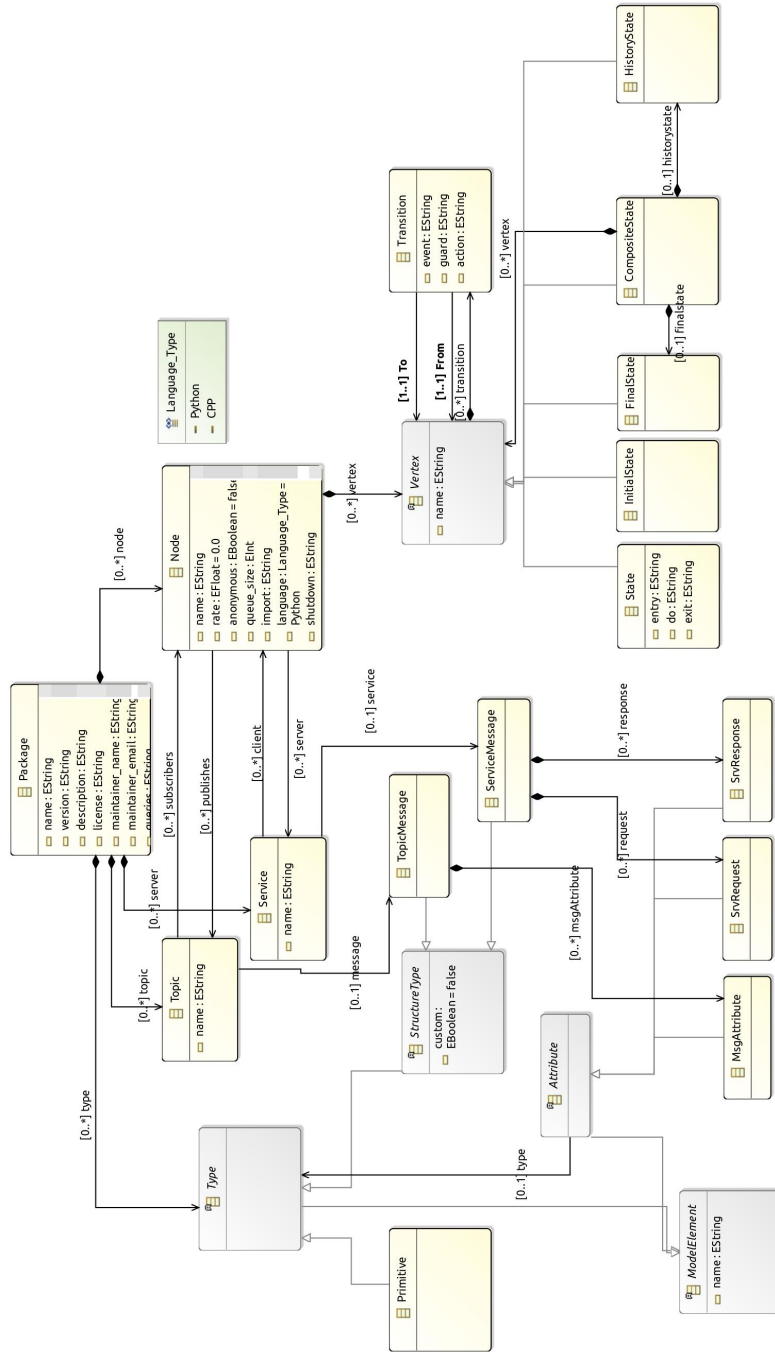 Package
name : EString
version : EString
description : EString
license : EString
maintainer_name : EString
maintainer_email : EString
queries : EString
[0..*] type
[0..*] topic
[0..*] server
[0..*] node
[0..*] subscribers
[0..*] publishes
[0..*] client
[0..*] server
Topic
name : EString
Node
name : EString
rate : EFloat = 0.0
anonymous : EBoolean = false
queue_size : EInt
import : EString
language : Language_Type =
Python
shutdown : EString
Language_Type
Python
CPP
Type
Service
name : EString
[0..1] message
[0..1] service
[0..*] vertex
Primitive
StructureType
custom :
EBoolean = false
TopicMessage
Vertex
name : EString
[1..1] To
[1..1] From
[0..*] transition
Transition
event : EString
guard : EString
action : EString
ServiceMessage
[0..*] vertex
[0..1] type
Attribute
[0..*] msgAttribute
[0..*] request
[0..*] response
State
entry : EString
do : EString
exit : EString
InitialState
FinalState
CompositeState
HistoryState
[0..1] finalstate
[0..1] historystate
ModelElement
name : EString
MsgAttribute
SrvRequest
SrvResponse